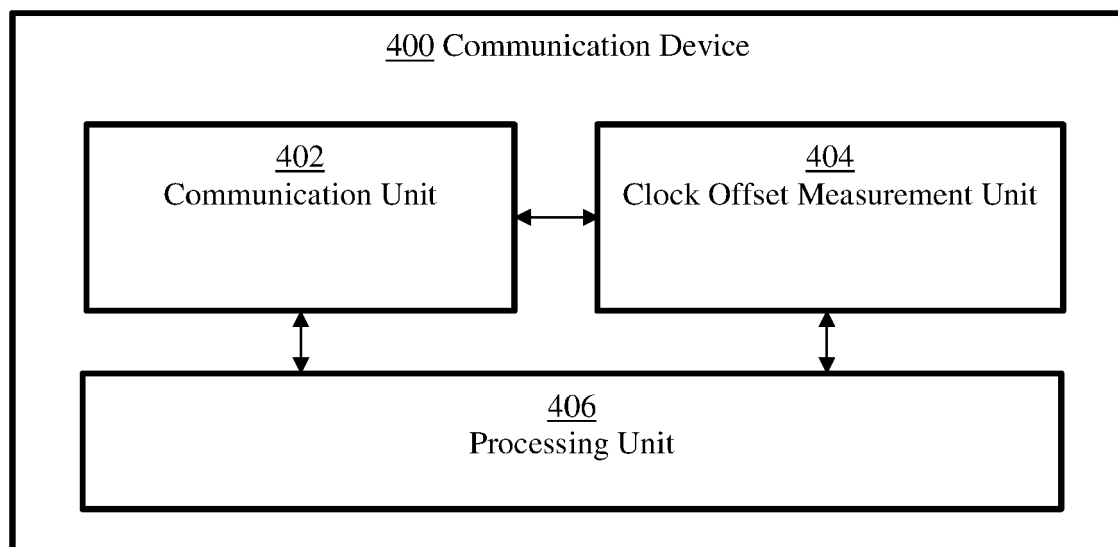 400 Communication Device
402
Communication Unit
404
Clock Offset Measurement Unit
406
Processing Unit